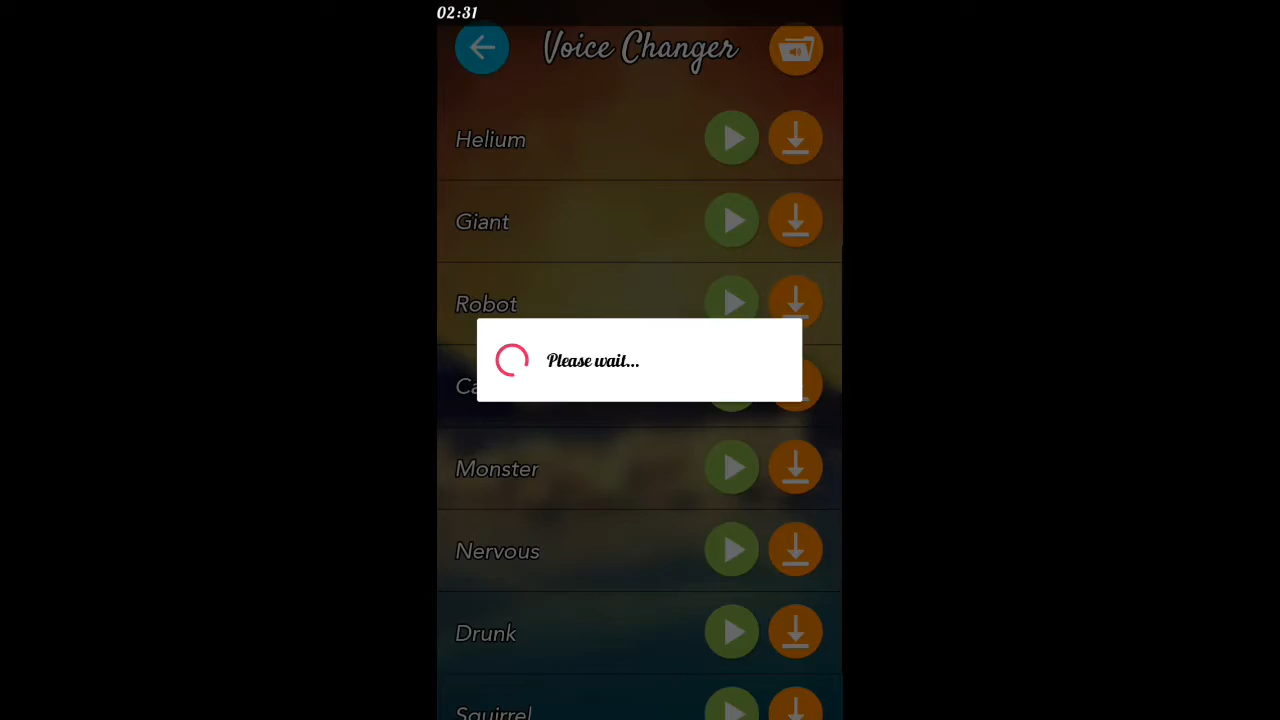 02:31
Voice Changer
Helium
Giant
Robot
Please wait...
Monster
Nervous
Drunk
Squirrel